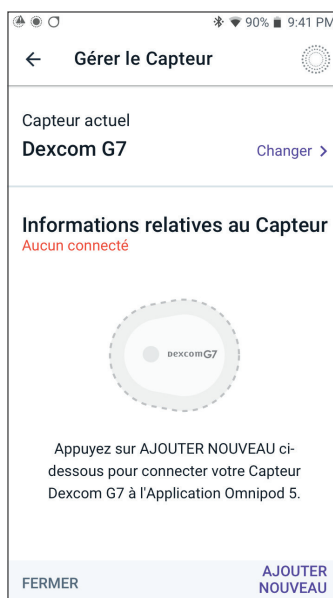 90% 9:41 PM
Gérer le Capteur
Capteur actuel
Dexcom G7
Changer >
Informations relatives au Capteur
Aucun connecté
Dexcom G7
Appuyez sur AJOUTER NOUVEAU ci-
dessous pour connecter votre Capteur
Dexcom G7 à l'Application Omnipod 5.
FERMER
AJOUTER
NOUVEAU